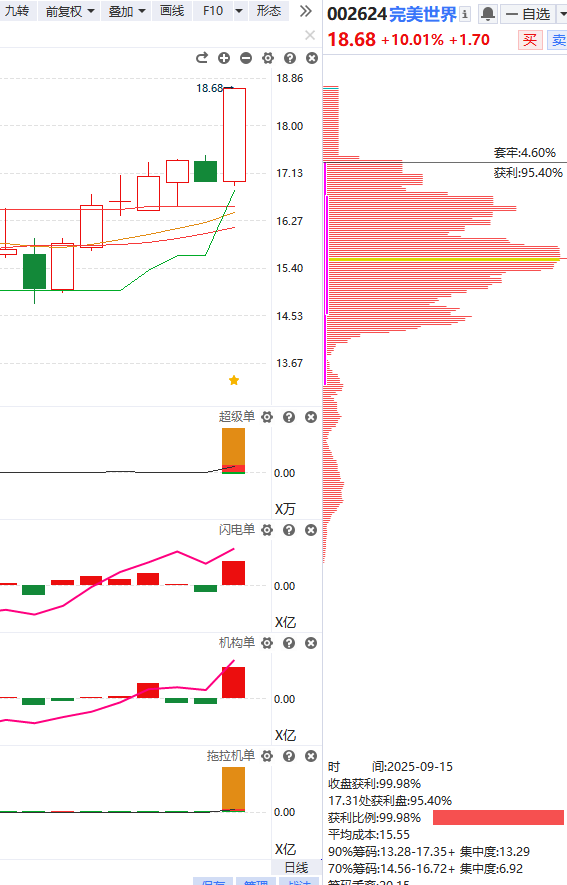 九转 前复权 叠加 画线 F10 形态
002624 完美世界 i 自选
18.68 +10.01% +1.70 买 卖
18.68
18.86
18.00
17.13
16.27
15.40
14.53
13.67
套牢:4.60%
获利:95.40%
超级单
0.00
X万
闪电单
0.00
X亿
机构单
0.00
X亿
拖拉机单
0.00
X亿
日线
时 间:2025-09-15
收盘获利:99.98%
17.31处获利盘:95.40%
获利比例:99.98%
平均成本:15.55
90%筹码:13.28-17.35+ 集中度:13.29
70%筹码:14.56-16.72+ 集中度:6.92